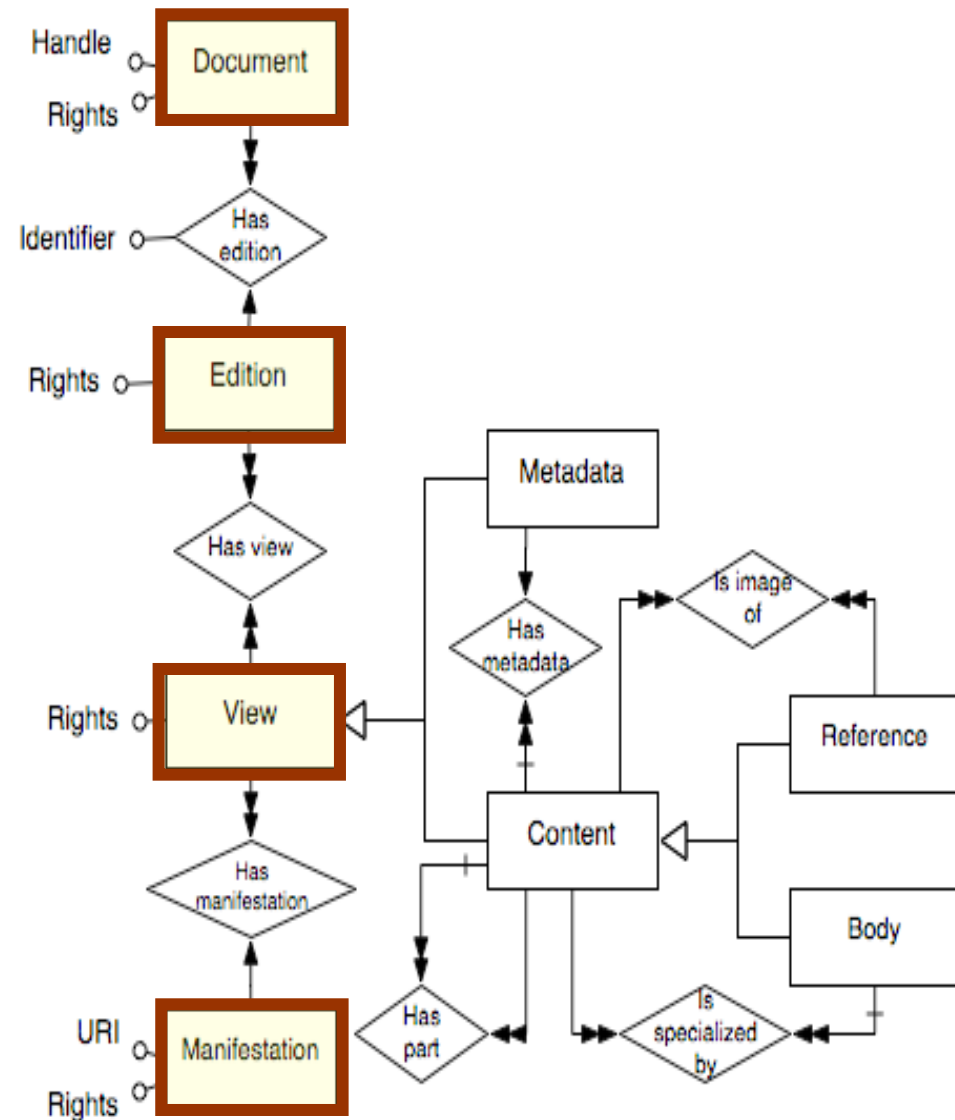 Handle
Document
Rights
Has
edition
Identifier
Edition
Rights
Metadata
Has view
Is image
of
Has
metadata
View
Rights
Reference
Content
Has
manifestation
Body
Is
specialized
by
Has
part
URI
Manifestation
Rights